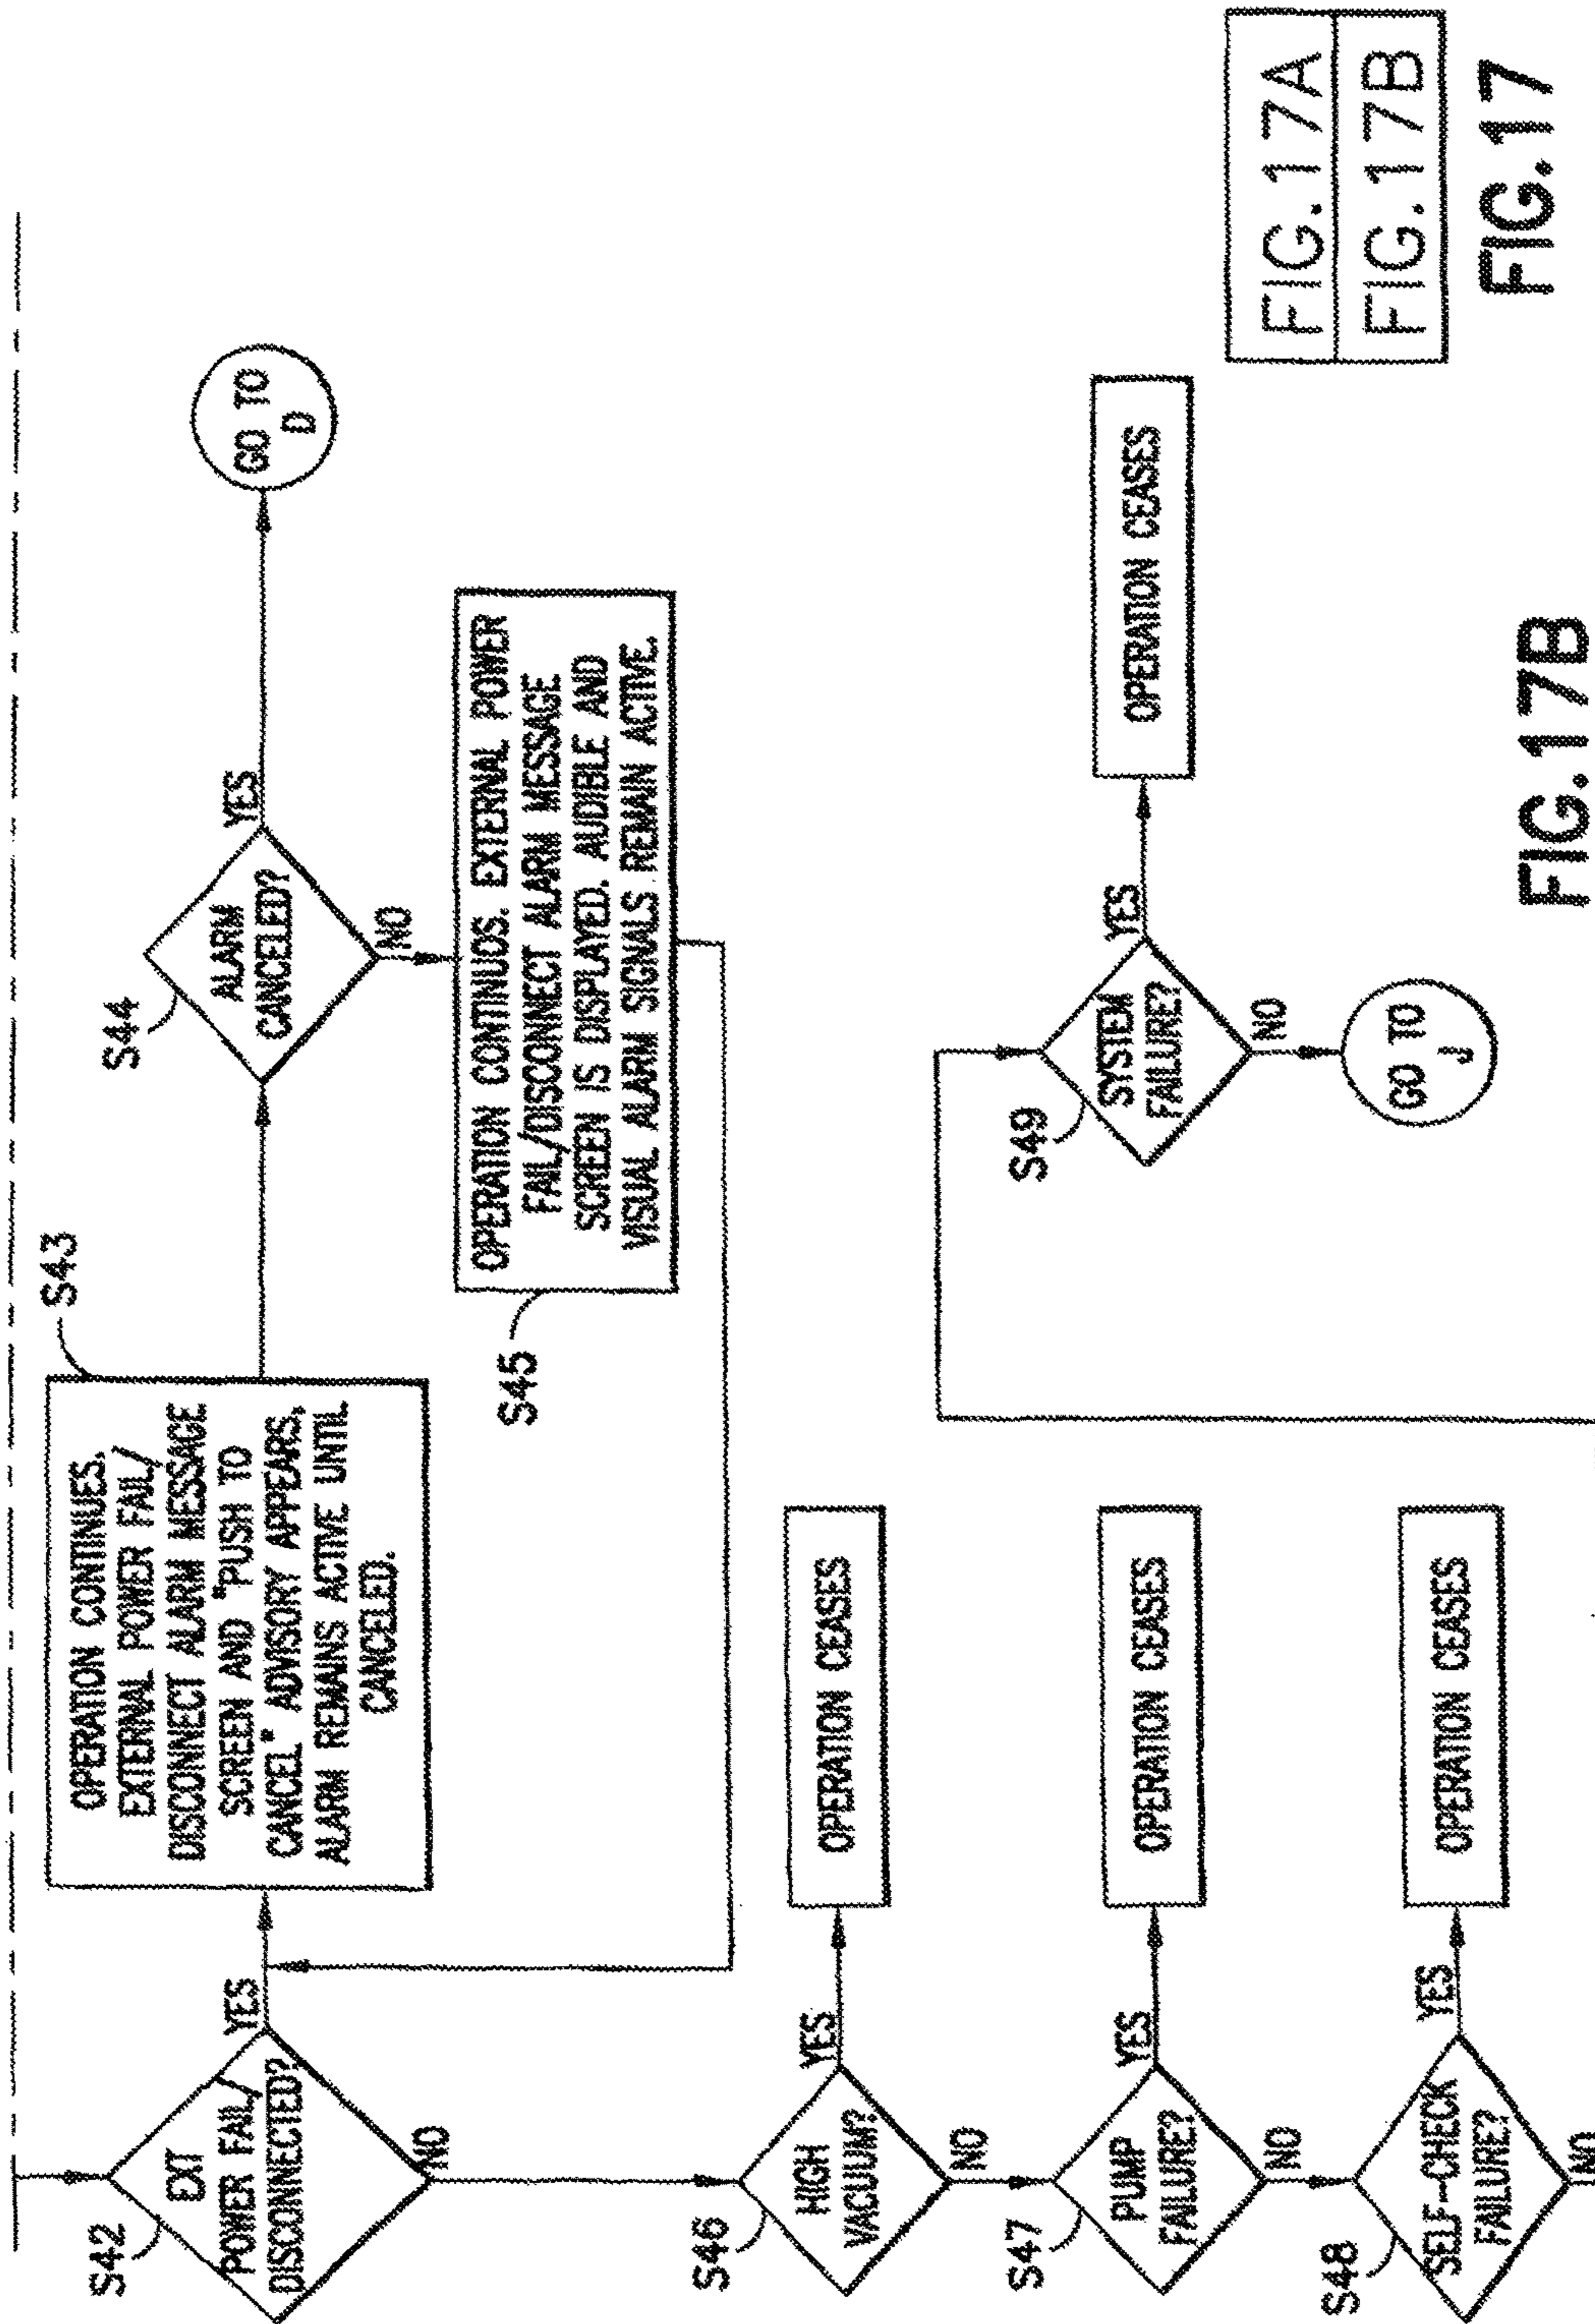 S42
EXT
POWER FAIL/
DISCONNECTED?
YES
NO
S43
OPERATION CONTINUES.
EXTERNAL POWER FAIL/
DISCONNECT ALARM MESSAGE
SCREEN AND "PUSH TO
CANCEL" ADVISORY APPEARS,
ALARM REMAINS ACTIVE UNTIL
CANCELED.
S44
ALARM
CANCELED?
YES
NO
GO TO
D
S45
OPERATION CONTINUOS. EXTERNAL POWER
FAIL/DISCONNECT ALARM MESSAGE
SCREEN IS DISPLAYED. AUDIBLE AND
VISUAL ALARM SIGNALS REMAIN ACTIVE.
S46
HIGH
VACUUM?
YES
NO
OPERATION CEASES
S47
PUMP
FAILURE?
YES
NO
OPERATION CEASES
S48
SELF-CHECK
FAILURE?
YES
NO
OPERATION CEASES
S49
SYSTEM
FAILURE?
YES
NO
OPERATION CEASES
GO TO
J
FIG.17B
FIG.17A
FIG.17B
FIG.17